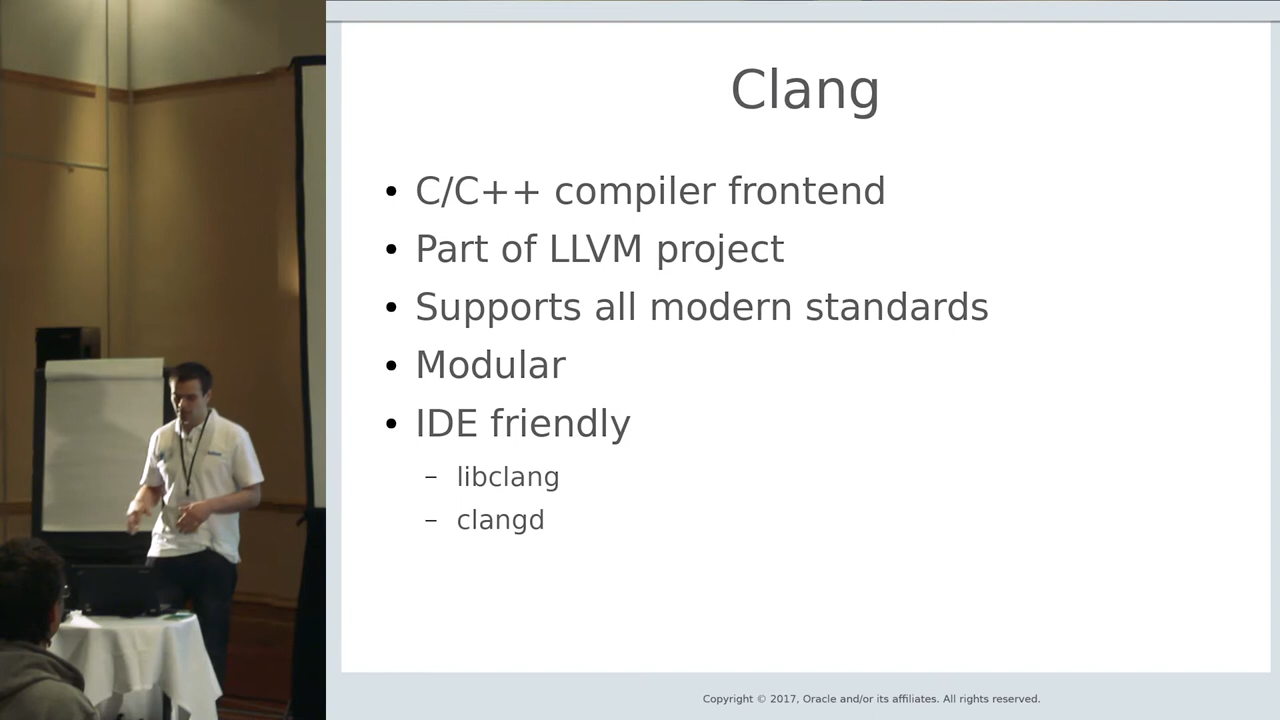 Clang
• C/C++ compiler frontend
• Part of LLVM project
• Supports all modern standards
• Modular
• IDE friendly
– libclang
– clangd
Copyright © 2017, Oracle and/or its affiliates. All rights reserved.